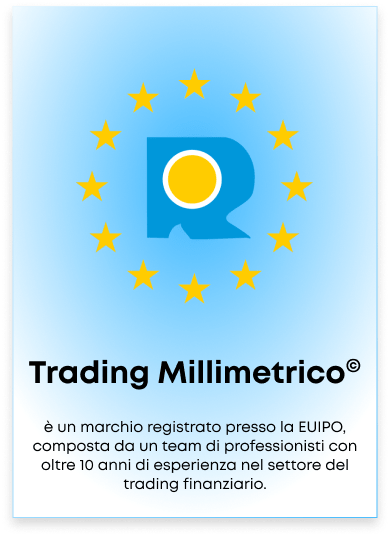 Trading Millimetrico©
è un marchio registrato presso la EUIPO,
composta da un team di professionisti con
oltre 10 anni di esperienza nel settore del
trading finanziario.